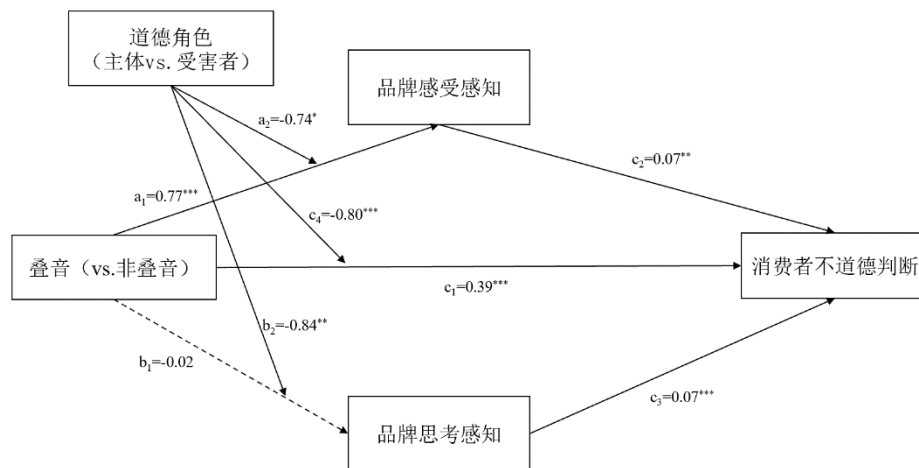 道德角色
（主体vs.受害者）
品牌感受感知
a₂=-0.74*
c₂=0.07**
a₁=0.77***
c₄=-0.80***
叠音（vs.非叠音）
消费者不道德判断
c₁=0.39***
b₂=-0.84**
b₁=-0.02
c₃=0.07***
品牌思考感知